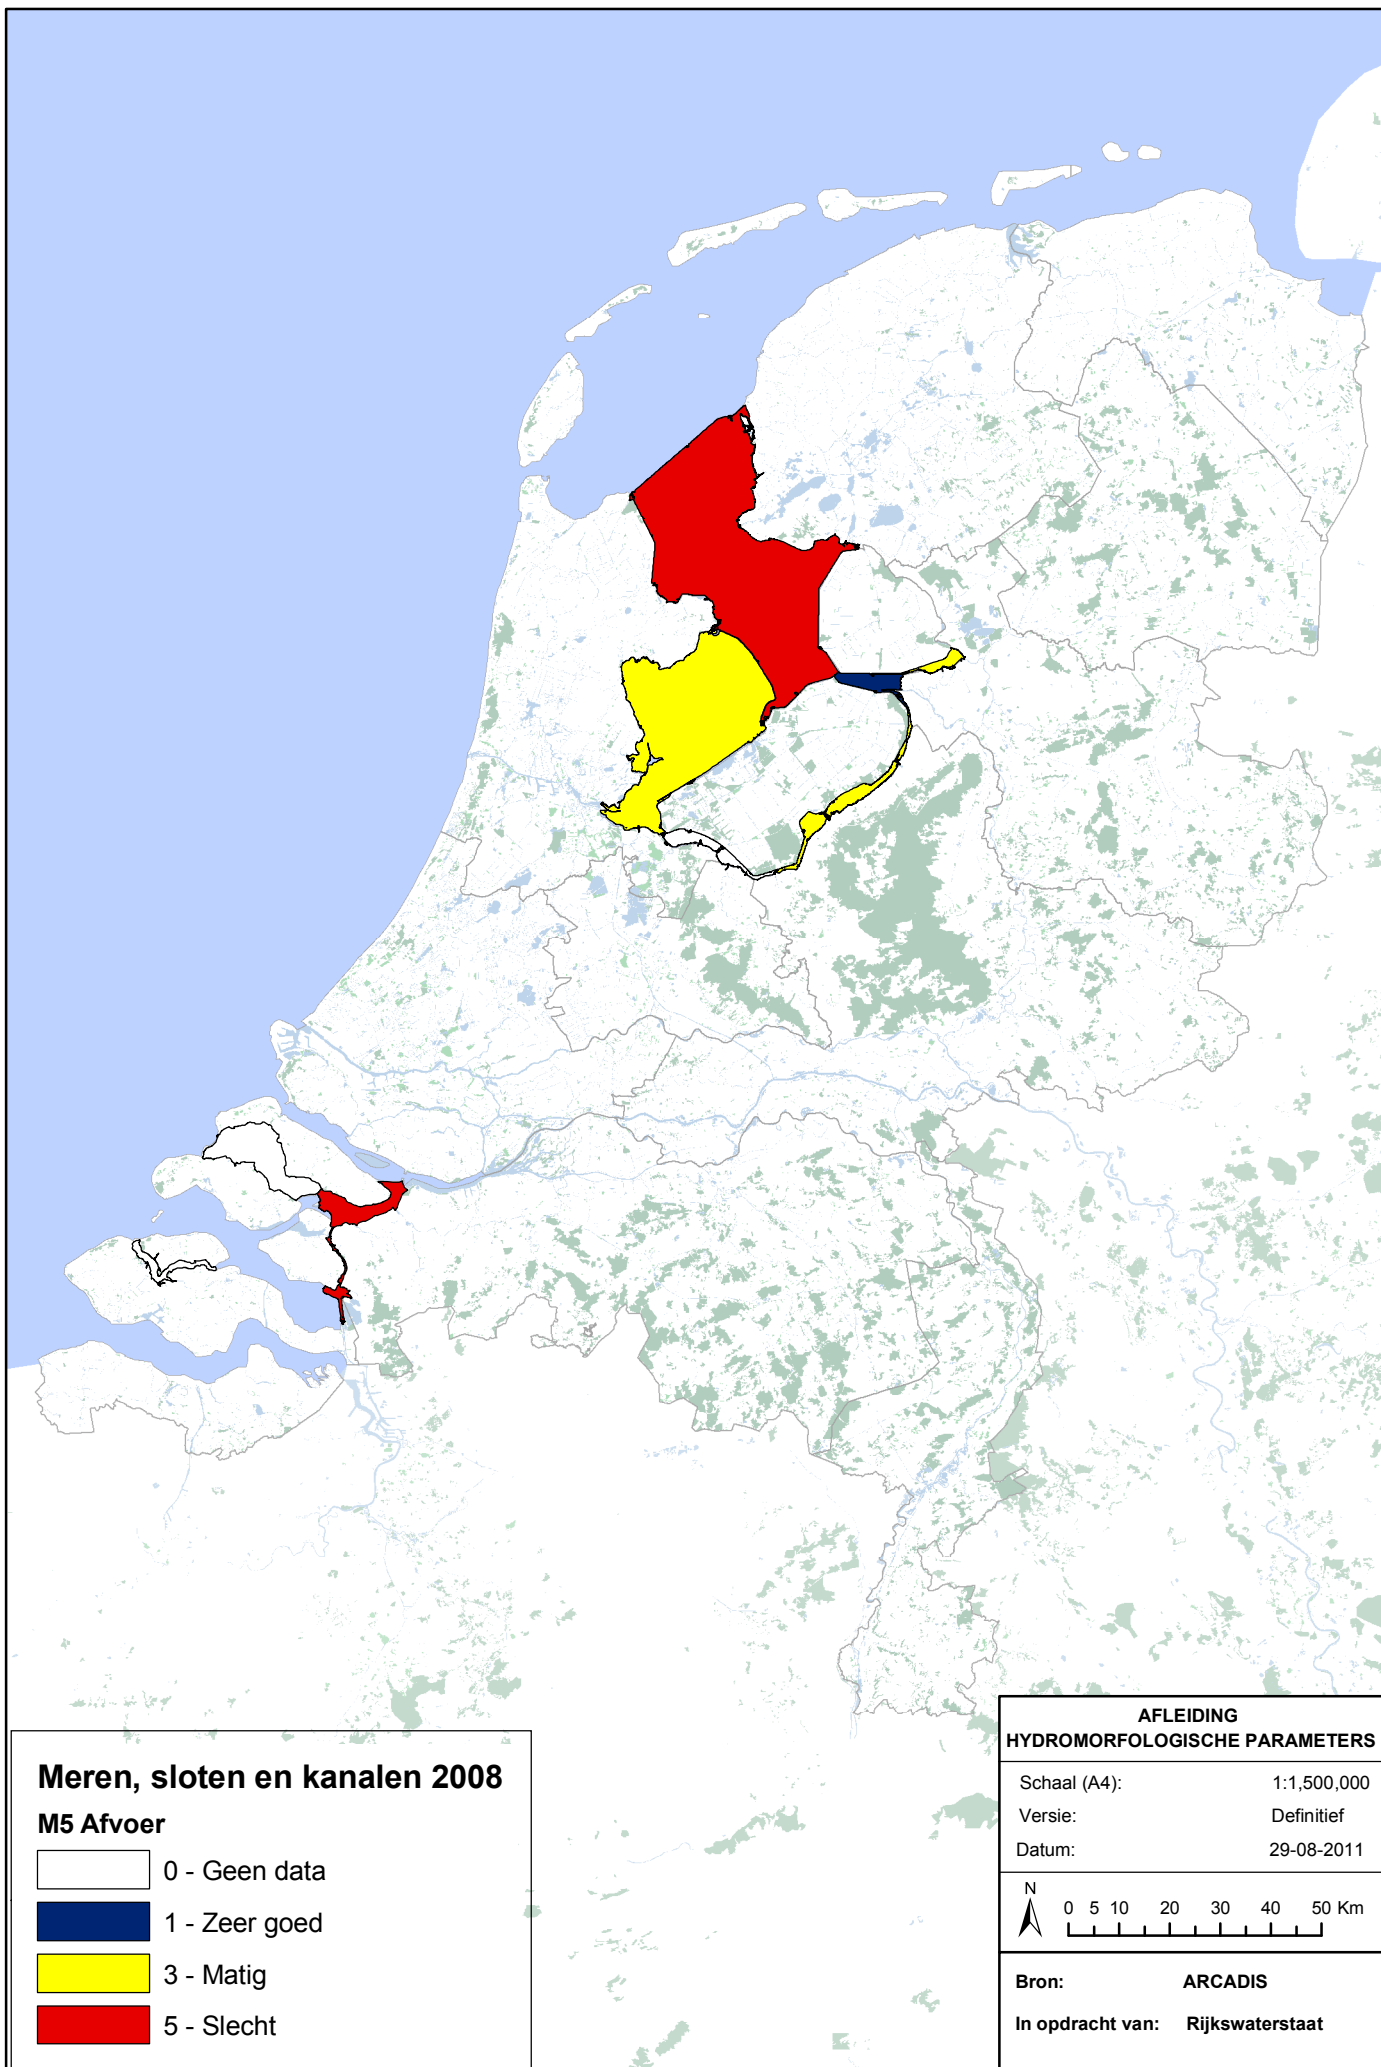 Meren, sloten en kanalen 2008
M5 Afvoer
0 - Geen data
1 - Zeer goed
3 - Matig
5 - Slecht
AFLEIDING
HYDROMORFOLOGISCHE PARAMETERS
Schaal (A4): 1:1,500,000
Versie: Definitief
Datum: 29-08-2011
N
0 5 10 20 30 40 50 Km
Bron: ARCADIS
In opdracht van: Rijkswaterstaat